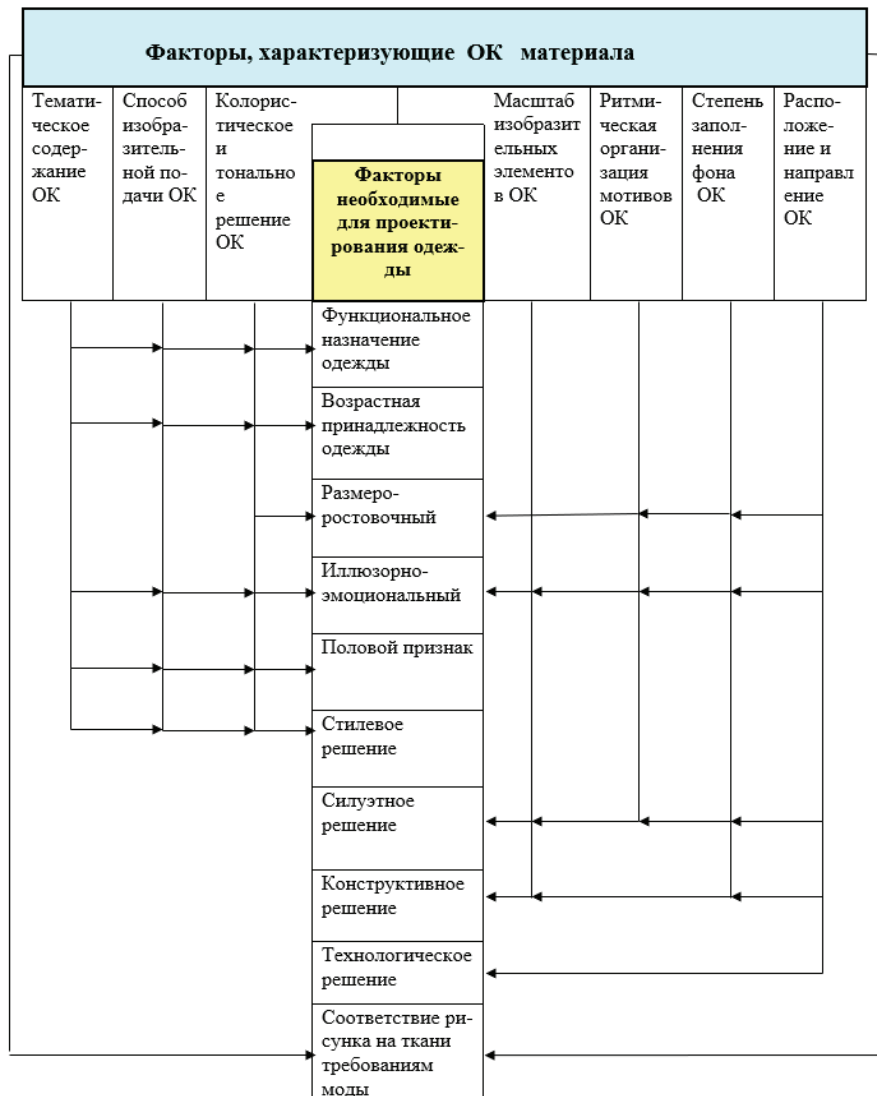 Факторы, характеризующие ОК материала
Темати-
ческое
содер-
жание
ОК
Способ
изобра-
зитель-
ной по-
дачи ОК
Колорис-
тическое
и
тонально
е
решение
ОК
Факторы
необходимые
для проекти-
рования одеж-
ды
Масштаб
изобразит
ельных
элементо
в ОК
Ритми-
ческая
органи-
зация
мотивов
ОК
Степень
запол-
нения
фона
ОК
Распо-
ложе-
ние и
направл
ение
ОК
Функциональное
назначение
одежды
Возрастная
принадлежность
одежды
Размеро-
ростовочный
Иллюзорно-
эмоциональный
Половой признак
Стилевое
решение
Силуэтное
решение
Конструктивное
решение
Технологическое
решение
Соответствие ри-
сунка на ткани
требованиям
моды